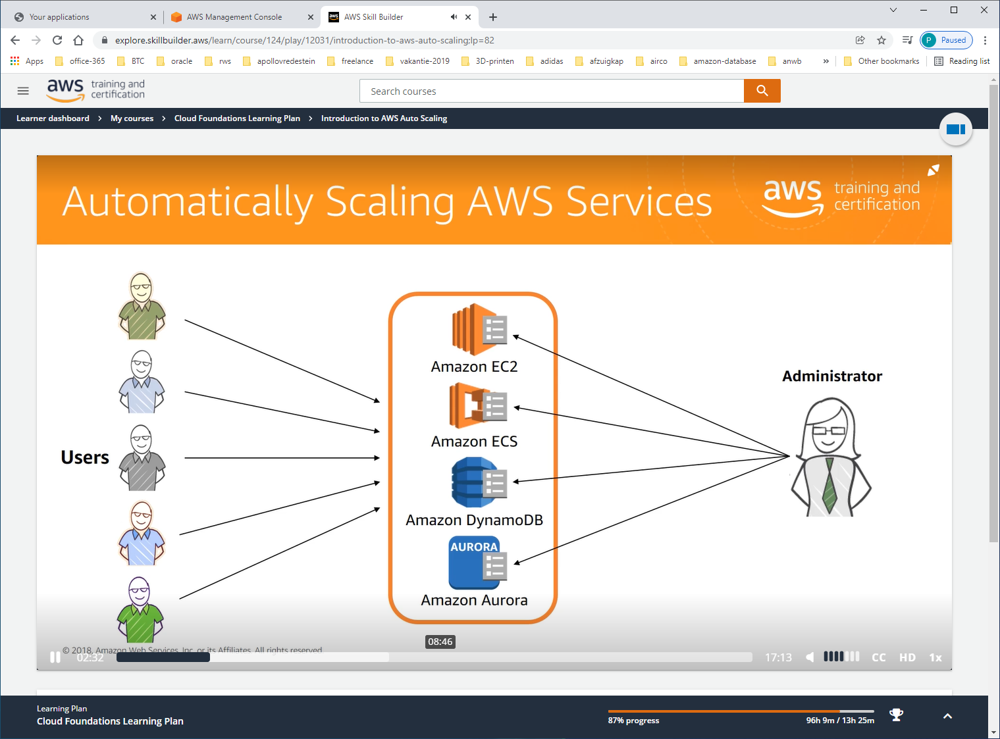 Your applications
AWS Management Console
AWS Skill Builder
explore.skillbuilder.aws/learn/course/124/play/12031/introduction-to-aws-auto-scaling;lp=82
P Paused
Apps office-365 BTC oracle rws apollovredestein freelance vakantie-2019 3D-printen adidas afzuigkap airco amazon-database anwb » Other bookmarks Reading list
aws training and certification
Search courses
Learner dashboard > My courses > Cloud Foundations Learning Plan > Introduction to AWS Auto Scaling
Automatically Scaling AWS Services
aws training and certification
Amazon EC2
Administrator
Amazon ECS
Users
Amazon DynamoDB
AURORA
Amazon Aurora
08:46
© 2018, Amazon Web Services, Inc. or its Affiliates. All rights reserved.
02:32
17:13 CC HD 1x
Learning Plan
Cloud Foundations Learning Plan
87% progress
96h 9m / 13h 25m